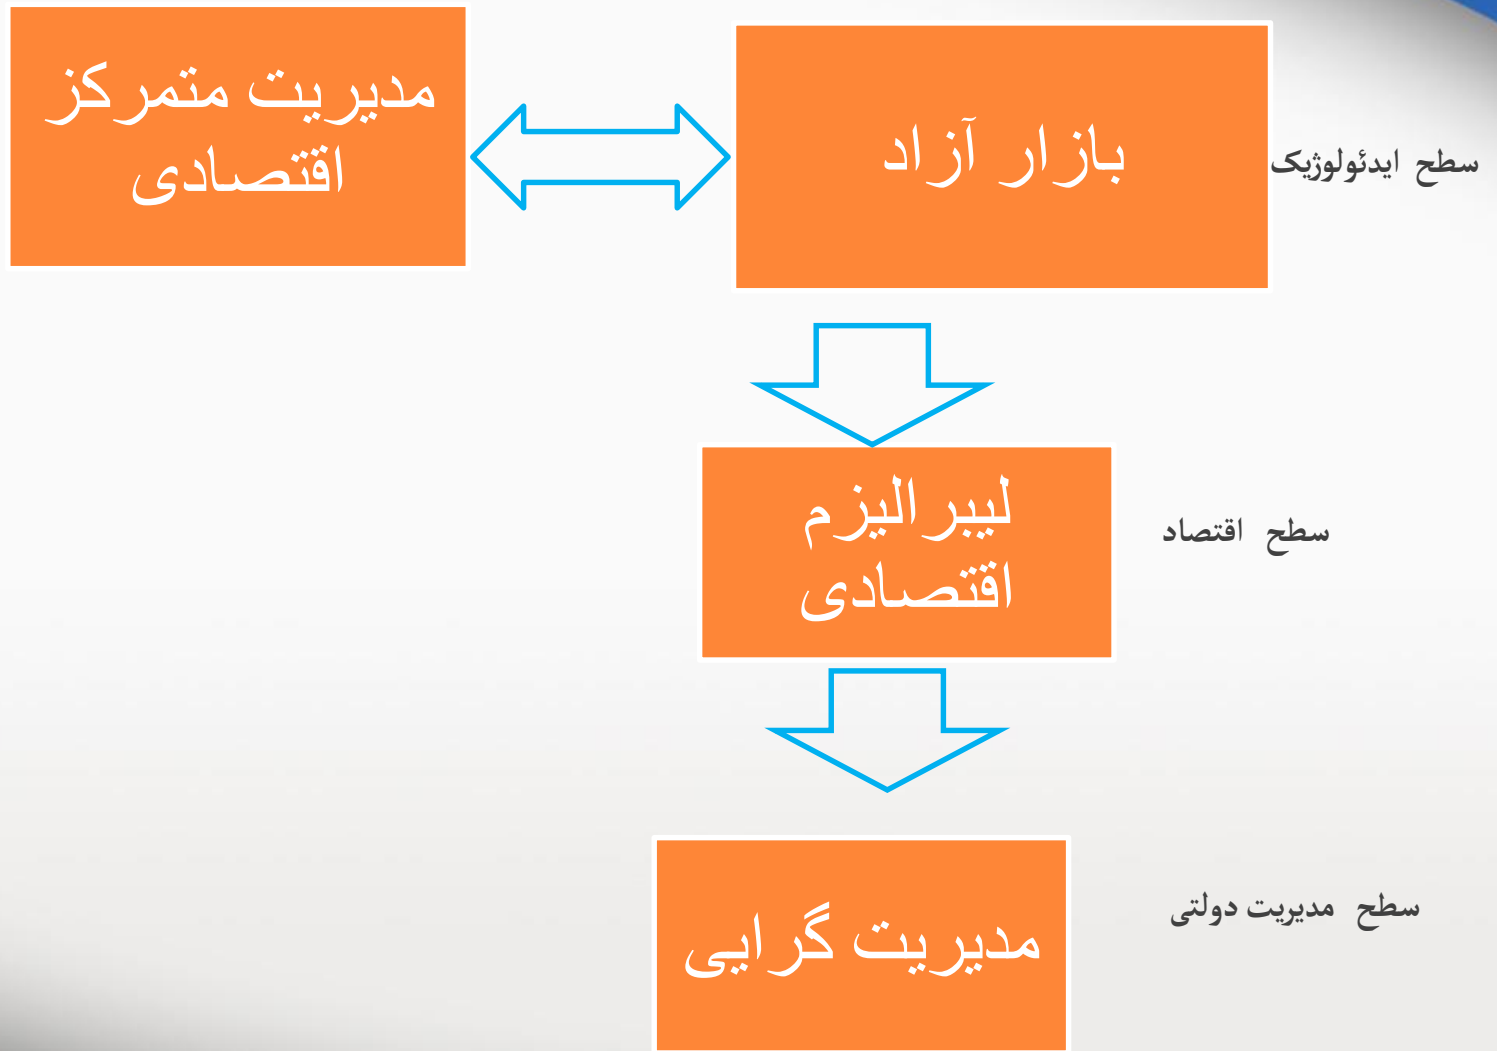 سطح ایدئولوژیک
بازار آزاد
مدیریت متمرکز
اقتصادی
سطح اقتصاد
لیبرالیزم
اقتصادی
سطح مدیریت دولتی
مدیریت گرایی